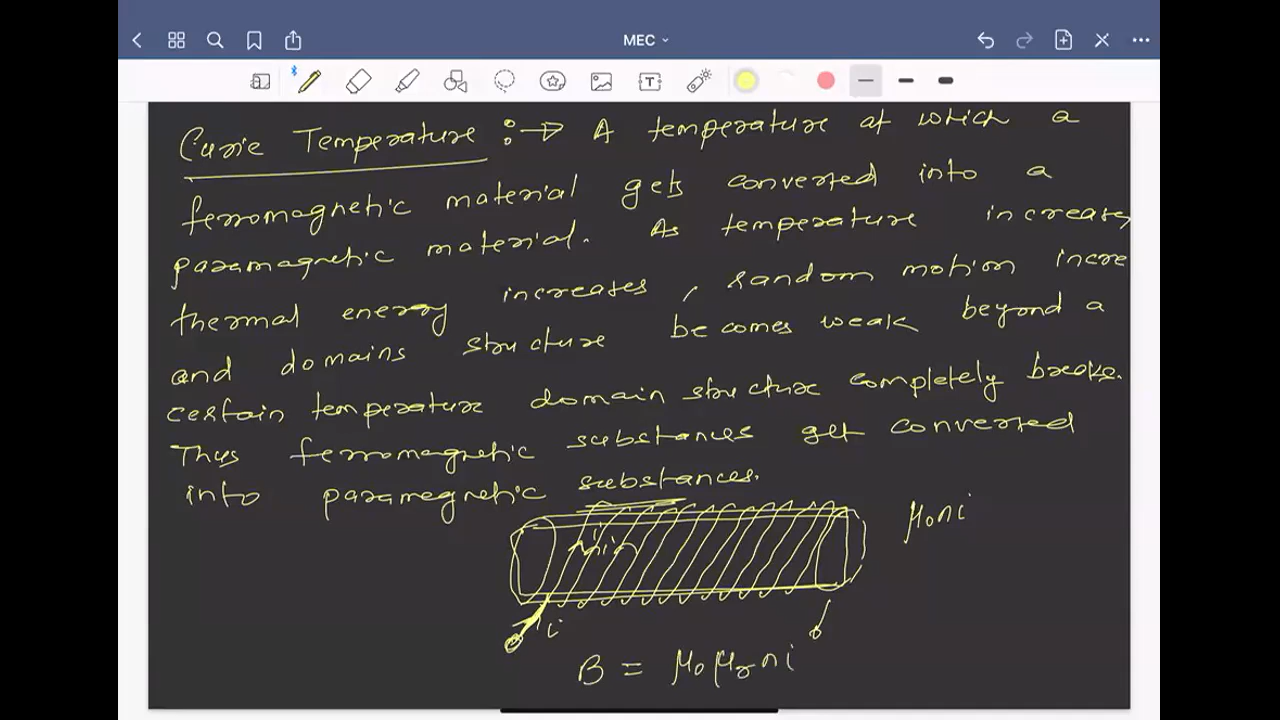 MEC
Curie Temperature :→ A temperature at which a
ferromagnetic material gets converted into a
paramagnetic material. As temperature increases
thermal energy increases, random motion incre
and domains structure becomes weak beyond a
certain temperature domain structure completely breaks.
Thus ferromagnetic substances get converted
into paramegnetic substances.
μ₀ni
i
B = μ₀μᵣni